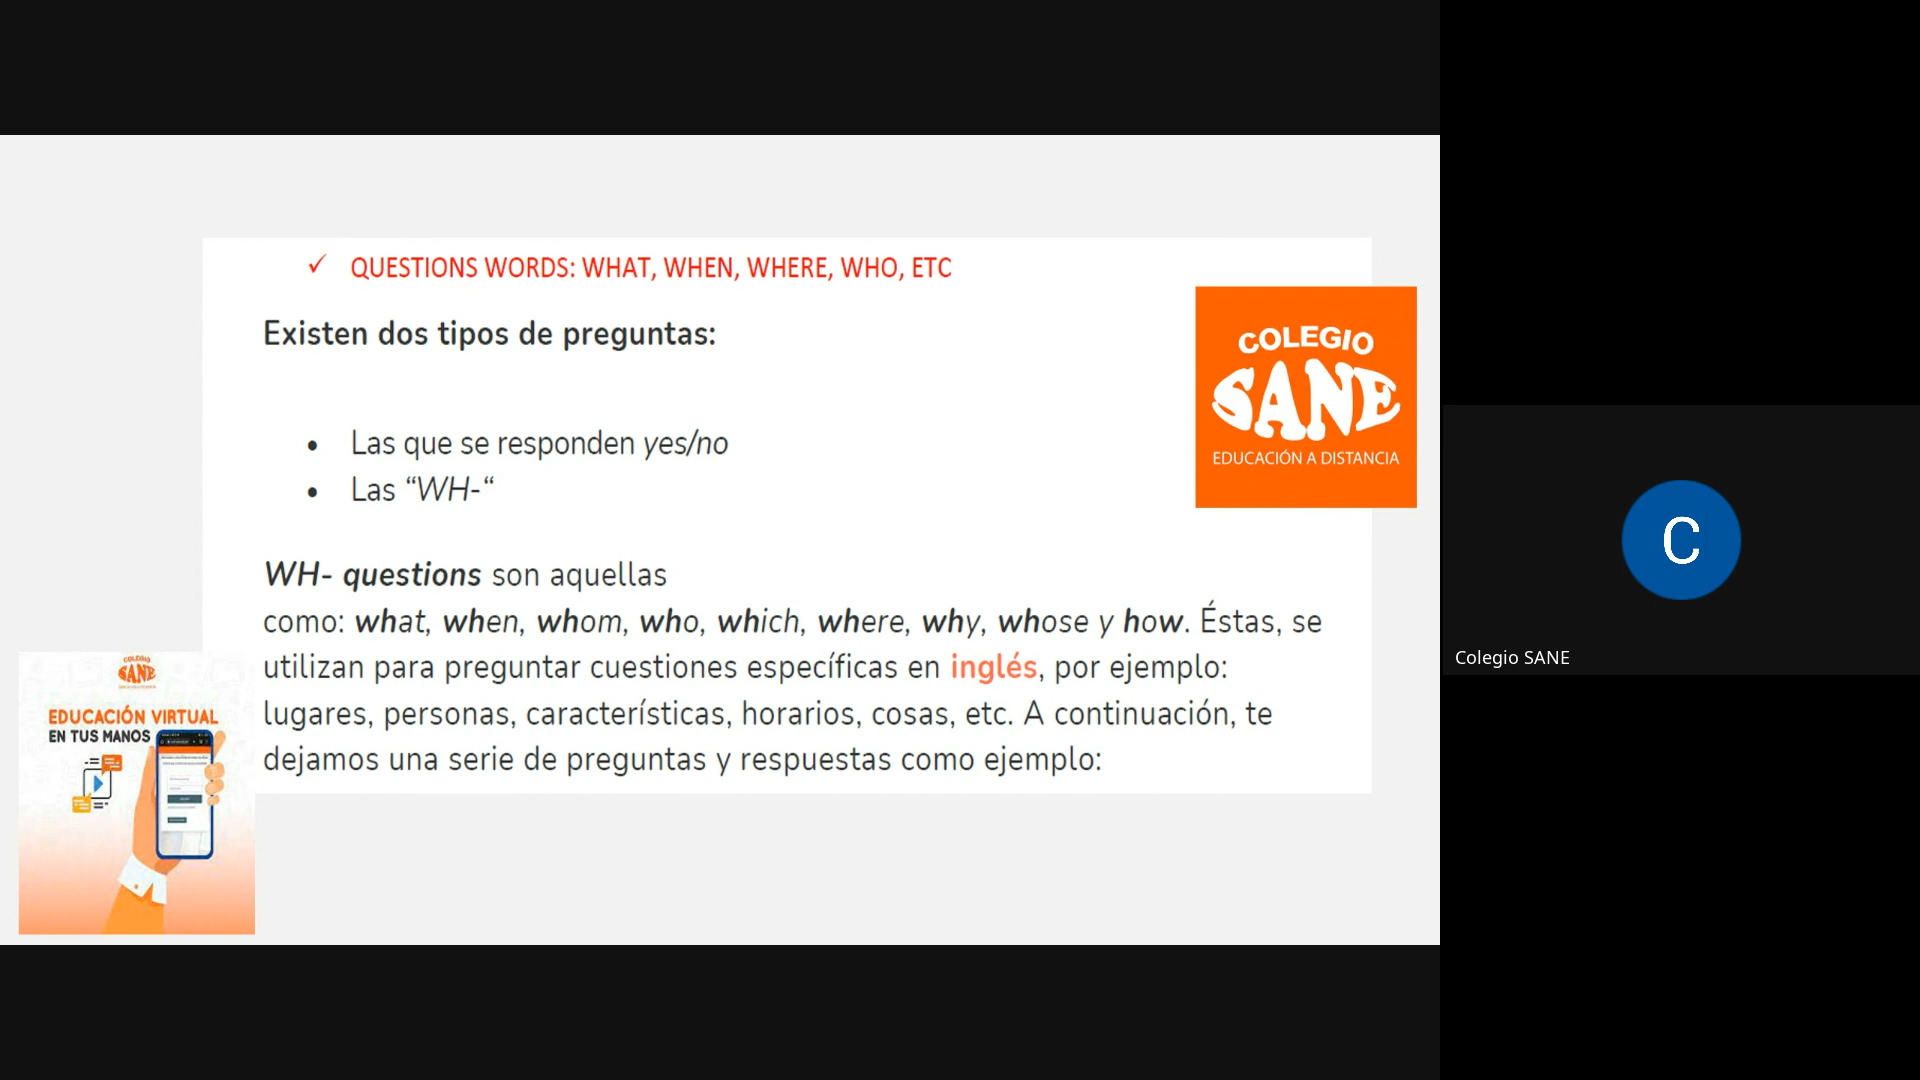 ✓ QUESTIONS WORDS: WHAT, WHEN, WHERE, WHO, ETC
Existen dos tipos de preguntas:
• Las que se responden yes/no
• Las “WH-“
WH- questions son aquellas
como: what, when, whom, who, which, where, why, whose y how. Éstas, se
utilizan para preguntar cuestiones específicas en inglés, por ejemplo:
lugares, personas, características, horarios, cosas, etc. A continuación, te
dejamos una serie de preguntas y respuestas como ejemplo:
COLEGIO
SANE
EDUCACIÓN A DISTANCIA
COLEGIO
SANE
EDUCACIÓN VIRTUAL
EN TUS MANOS
C
Colegio SANE